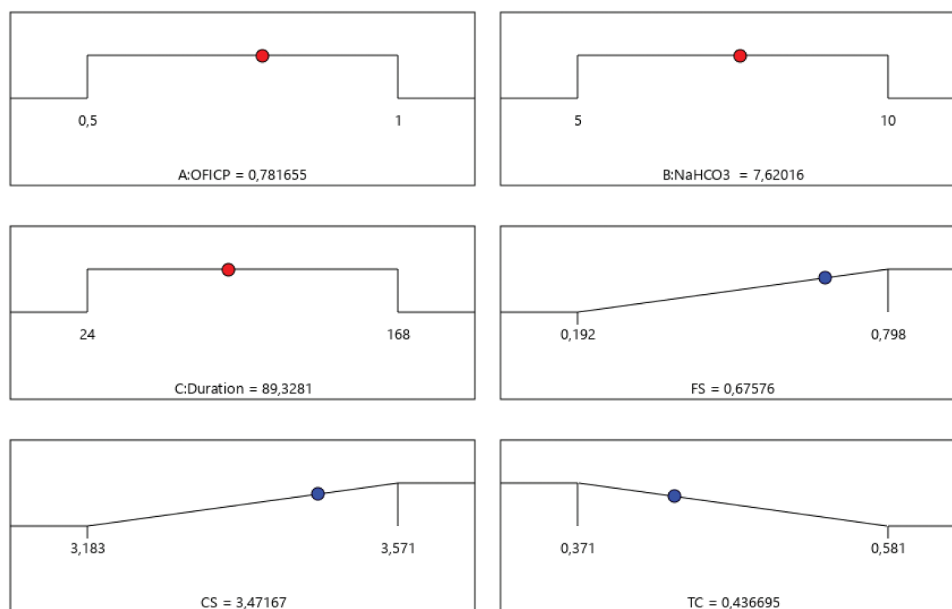 0,5 1
A:OFICP = 0,781655
5 10
B:NaHCO3 = 7,62016
24 168
C:Duration = 89,3281
0,192 0,798
FS = 0,67576
3,183 3,571
CS = 3,47167
0,371 0,581
TC = 0,436695